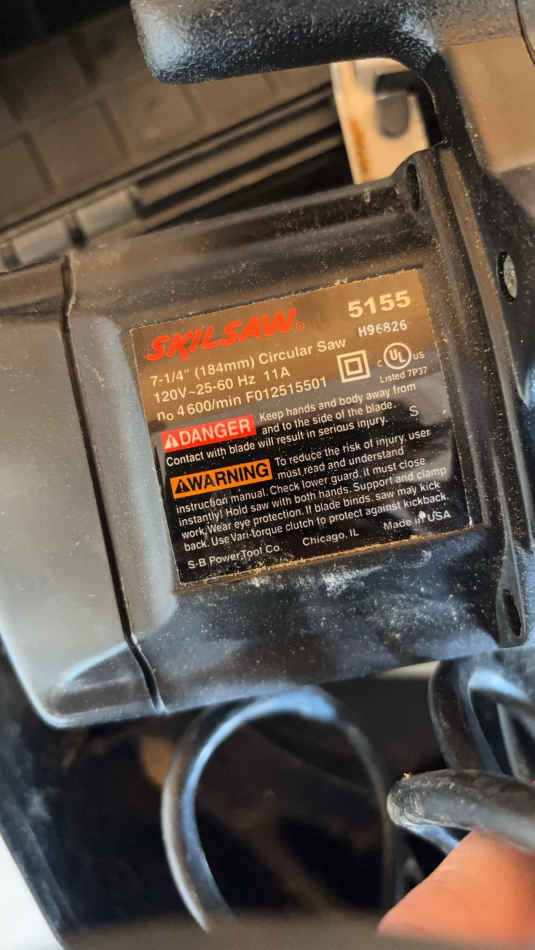 SKILSAW® 5155
H96826
7-1/4" (184mm) Circular Saw
120V~25-60 Hz 11A
no 4600/min F012515501
C UL US
Listed 7P37
DANGER Keep hands and body away from
and to the side of the blade.
Contact with blade will result in serious injury.
S
WARNING To reduce the risk of injury, user
must read and understand
instruction manual. Check lower guard. it must close
instantly! Hold saw with both hands. Support and clamp
work. Wear eye protection. If blade binds, saw may kick
back. Use Vari-torque clutch to protect against kickback.
S-B Power Tool Co. Chicago, IL Made in USA